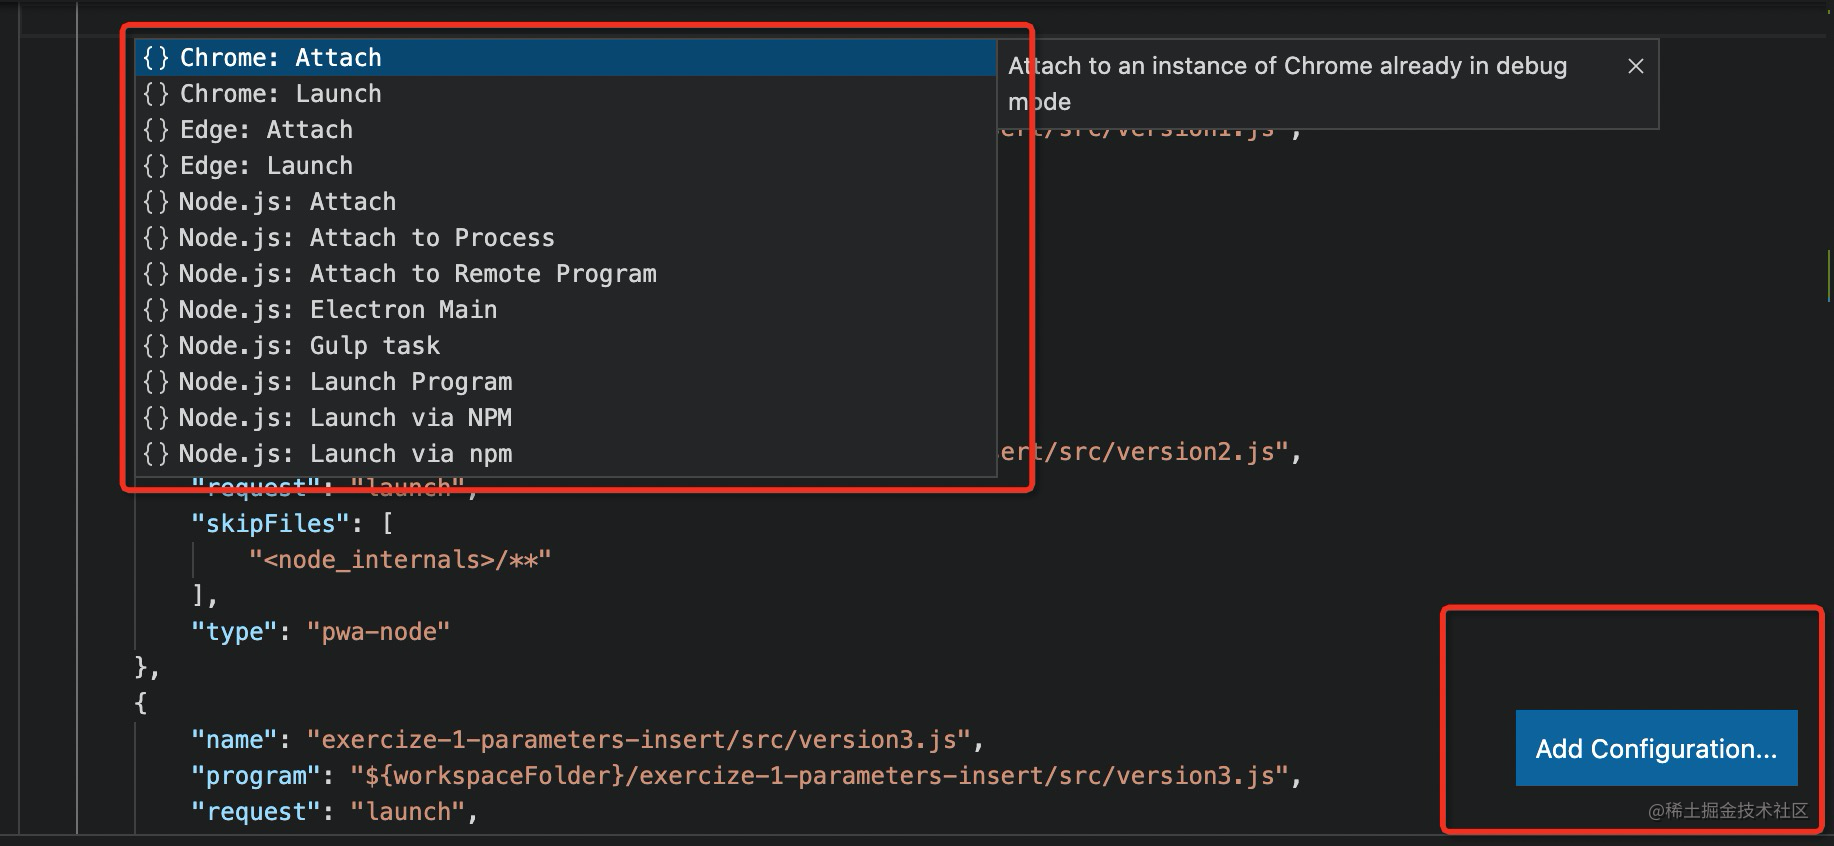 {} Chrome: Attach
{} Chrome: Launch
{} Edge: Attach
{} Edge: Launch
{} Node.js: Attach
{} Node.js: Attach to Process
{} Node.js: Attach to Remote Program
{} Node.js: Electron Main
{} Node.js: Gulp task
{} Node.js: Launch Program
{} Node.js: Launch via NPM
{} Node.js: Launch via npm
Attach to an instance of Chrome already in debug
mode
ert/src/version1.js",
ert/src/version2.js",
"request": "launch",
"skipFiles": [
"<node_internals>/**"
],
"type": "pwa-node"
},
{
"name": "exercize-1-parameters-insert/src/version3.js",
"program": "${workspaceFolder}/exercize-1-parameters-insert/src/version3.js",
"request": "launch",
Add Configuration...
@稀土掘金技术社区